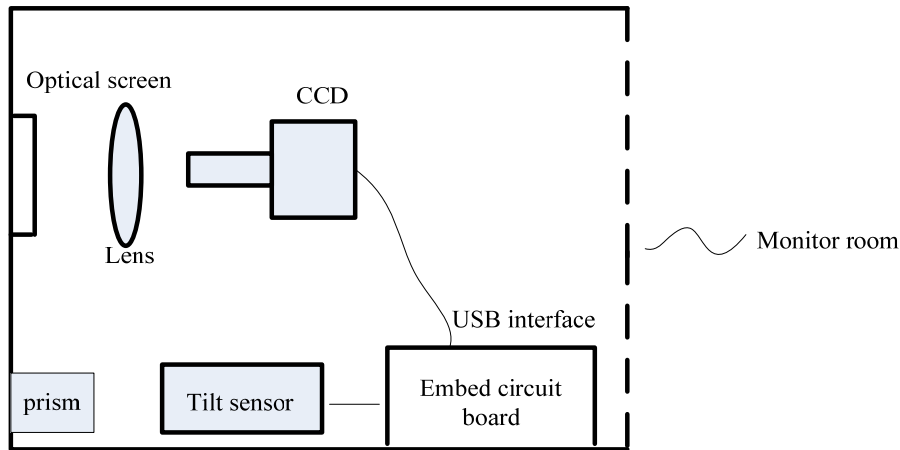 Optical screen
CCD
Lens
Monitor room
USB interface
prism
Tilt sensor
Embed circuit
board